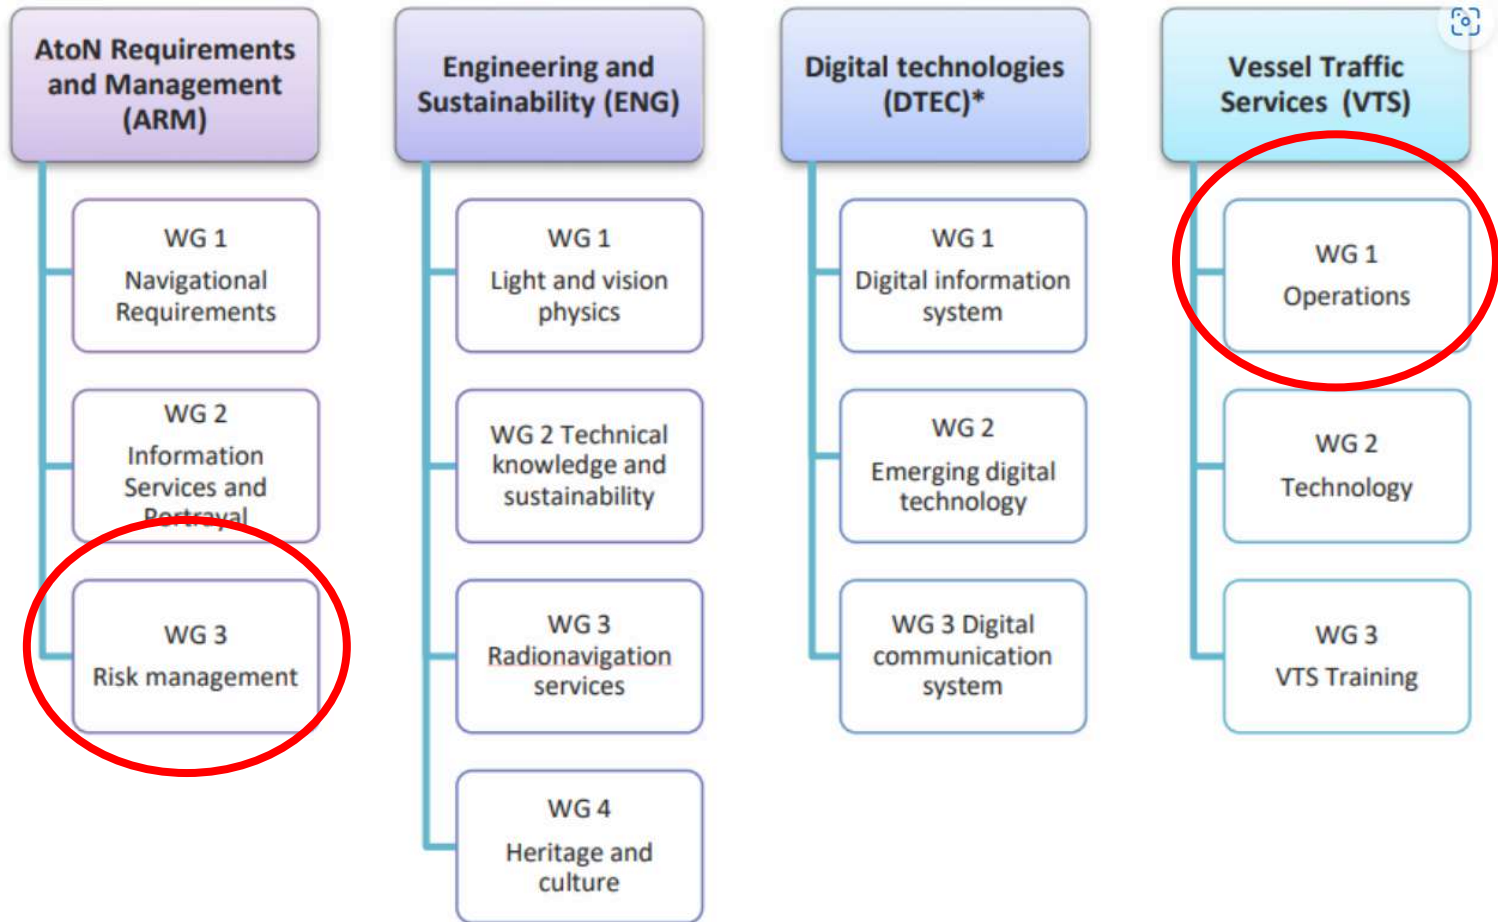 AtoN Requirements
and Management
(ARM)
WG 1
Navigational
Requirements
WG 2
Information
Services and
Portrayal
WG 3
Risk management
Engineering and
Sustainability (ENG)
WG 1
Light and vision
physics
WG 2 Technical
knowledge and
sustainability
WG 3
Radionavigation
services
WG 4
Heritage and
culture
Digital technologies
(DTEC)*
WG 1
Digital information
system
WG 2
Emerging digital
technology
WG 3 Digital
communication
system
Vessel Traffic
Services (VTS)
WG 1
Operations
WG 2
Technology
WG 3
VTS Training